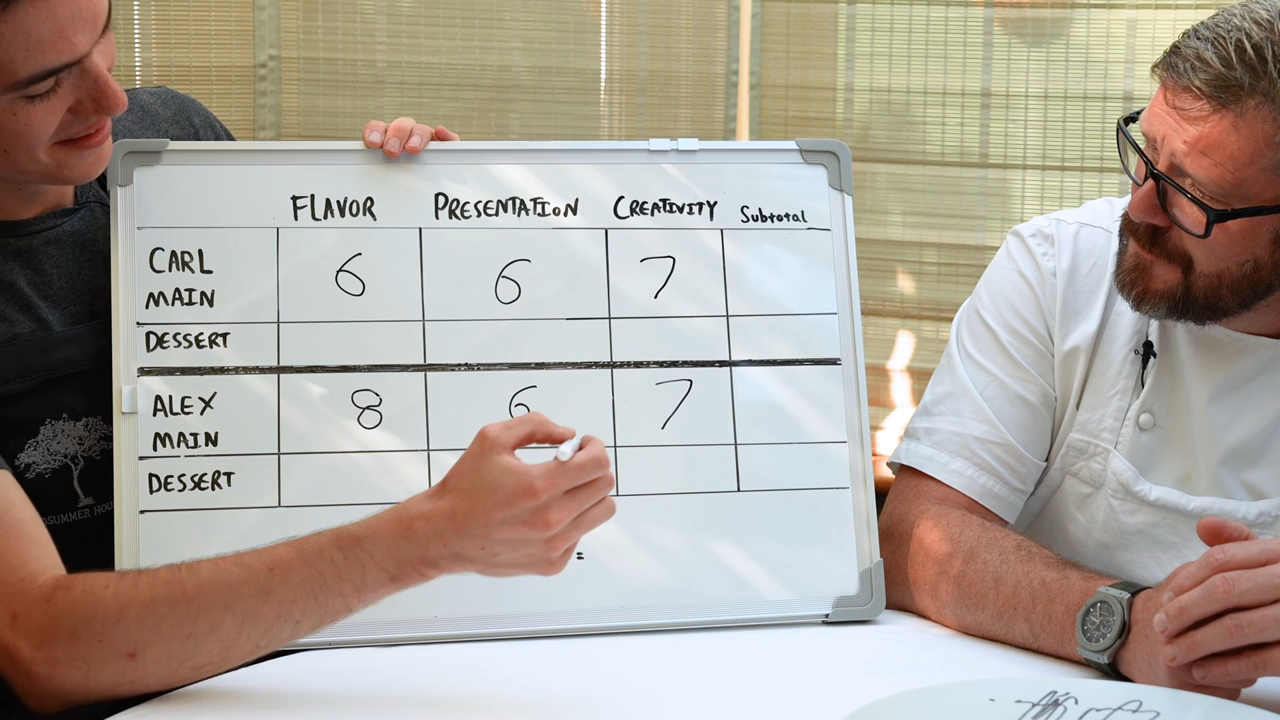 FLAVOR PRESENTATION CREATIVITY Subtotal
CARL 6 6 7
MAIN
DESSERT
ALEX 8 6 7
MAIN
DESSERT
=